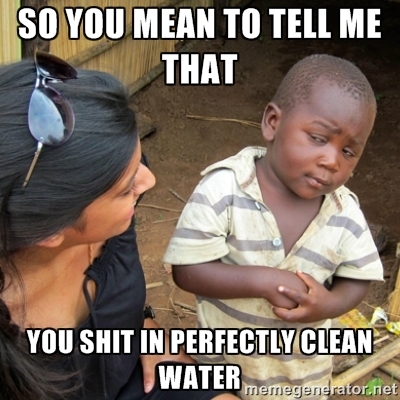 SO YOU MEAN TO TELL ME
THAT
YOU SHIT IN PERFECTLY CLEAN
WATER
memegenerator.net